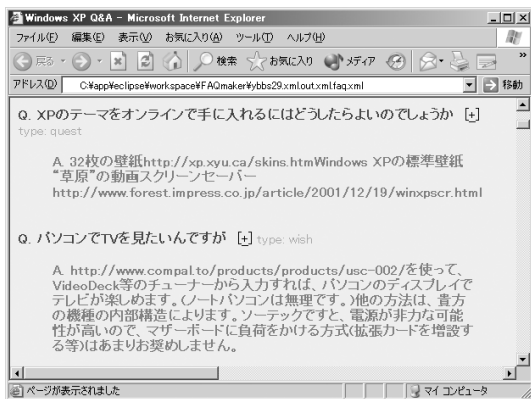 Windows XP Q&A - Microsoft Internet Explorer
ファイル(F) 編集(E) 表示(V) お気に入り(A) ツール(T) ヘルプ(H)
戻る 検索 お気に入り メディア »
アドレス(D) C:¥app¥eclipse¥workspace¥FAQmaker¥ybbs29.xml.out.xml.faq.xml 移動
Q. XPのテーマをオンラインで手に入れるにはどうしたらよいのでしょうか [+]
type: quest
A. 32枚の壁紙http://xp.xyu.ca/skins.htmWindows XPの標準壁紙
“草原”の動画スクリーンセーバー
http://www.forest.impress.co.jp/article/2001/12/19/winxpscr.html
Q. パソコンでTVを見たいんですが [+] type: wish
A. http://www.compal.to/products/products/usc-002/を使って、
VideoDeck等のチューナーから入力すれば、パソコンのディスプレイで
テレビが楽しめます。(ノートパソコンは無理です。)他の方法は、貴方
の機種の内部構造によります。ソーテックですと、電源が非力な可能
性が高いので、マザーボードに負荷をかける方式(拡張カードを増設す
る等)はあまりお奨めしません。
ページが表示されました マイ コンピュータ